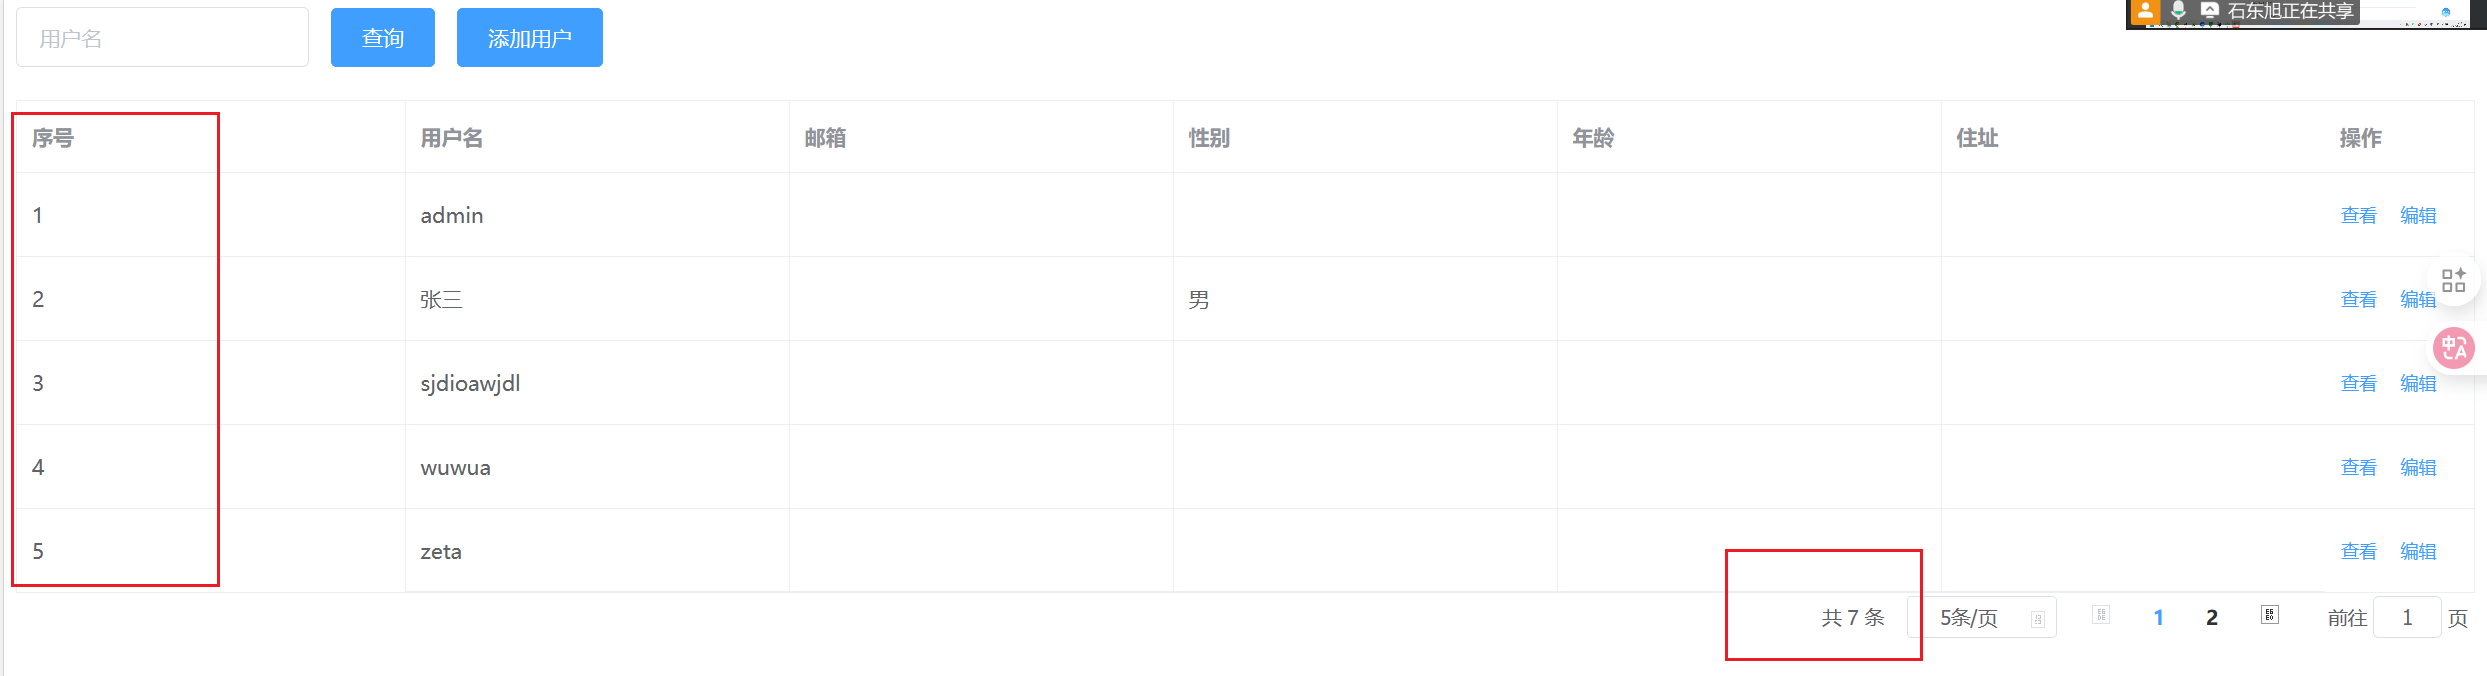 石东旭正在共享
用户名 查询 添加用户
序号 用户名 邮箱 性别 年龄 住址 操作
1 admin 查看 编辑
2 张三 男 查看 编辑
3 sjdioawjdl 查看 编辑
4 wuwua 查看 编辑
5 zeta 查看 编辑
共 7 条 5条/页 1 2 前往 1 页
中A